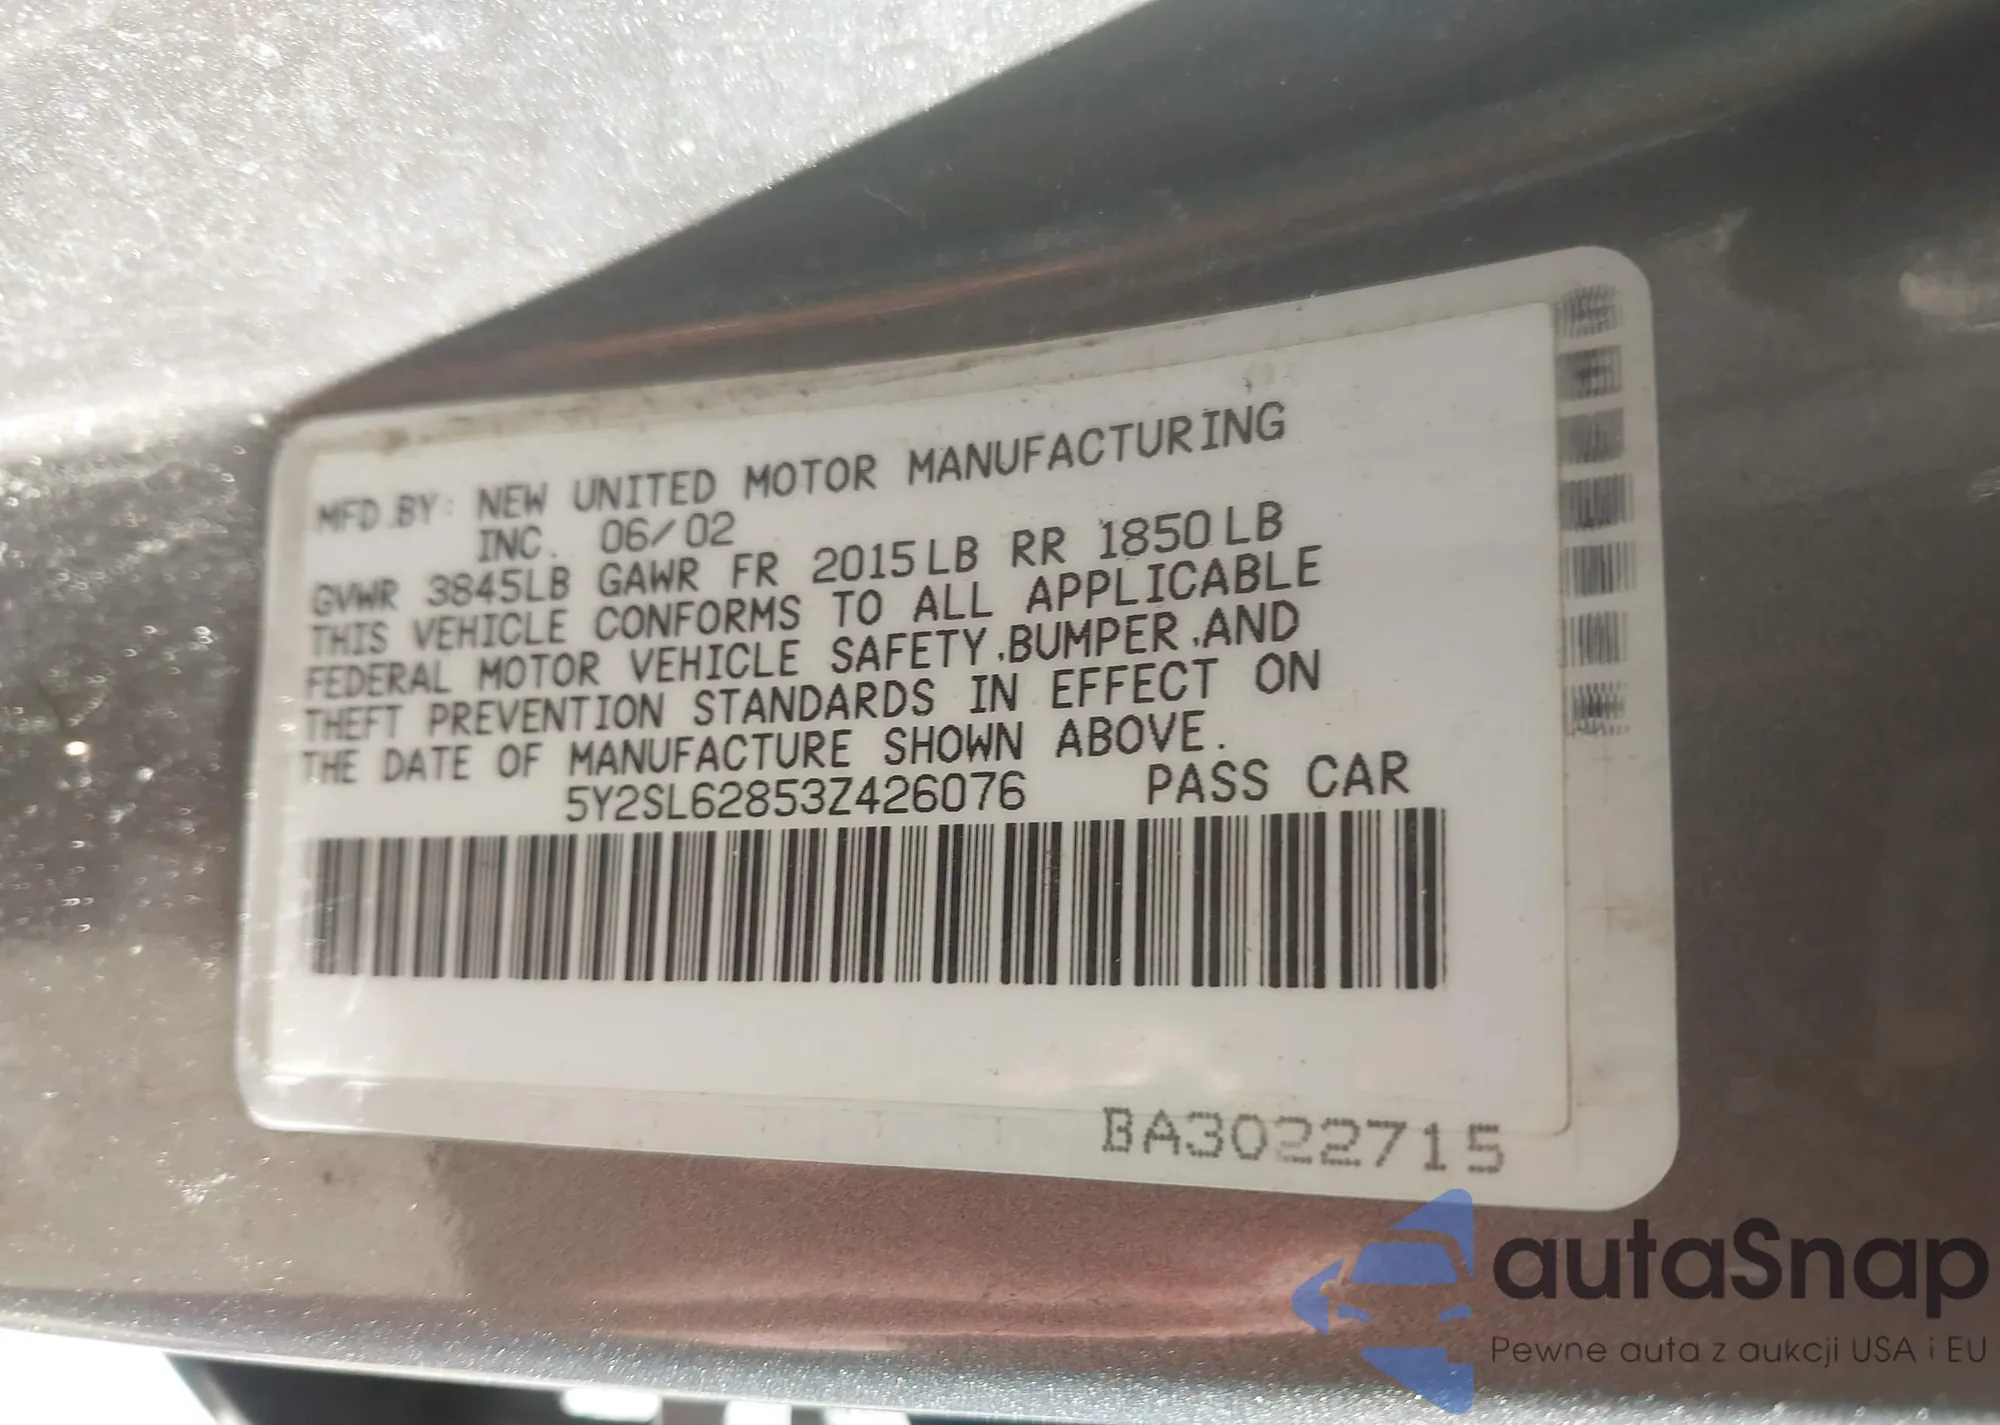 MFD.BY: NEW UNITED MOTOR MANUFACTURING
INC. 06/02
GVWR 3845LB GAWR FR 2015LB RR 1850LB
THIS VEHICLE CONFORMS TO ALL APPLICABLE
FEDERAL MOTOR VEHICLE SAFETY,BUMPER,AND
THEFT PREVENTION STANDARDS IN EFFECT ON
THE DATE OF MANUFACTURE SHOWN ABOVE.
5Y2SL62853Z426076 PASS CAR
BA3022715
autaSnap
Pewne auta z aukcji USA i EU